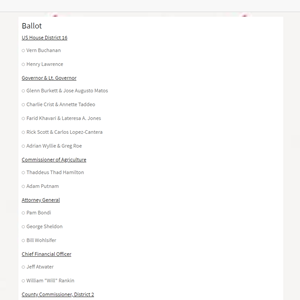 Ballot
US House District 16
Vern Buchanan
Henry Lawrence
Governor & Lt. Governor
Glenn Burkett & Jose Augusto Matos
Charlie Crist & Annette Taddeo
Farid Khavari & Lateresa A. Jones
Rick Scott & Carlos Lopez-Cantera
Adrian Wyllie & Greg Roe
Commissioner of Agriculture
Thaddeus Thad Hamilton
Adam Putnam
Attorney General
Pam Bondi
George Sheldon
Bill Wohlsifer
Chief Financial Officer
Jeff Atwater
William "Will" Rankin
County Commissioner, District 2